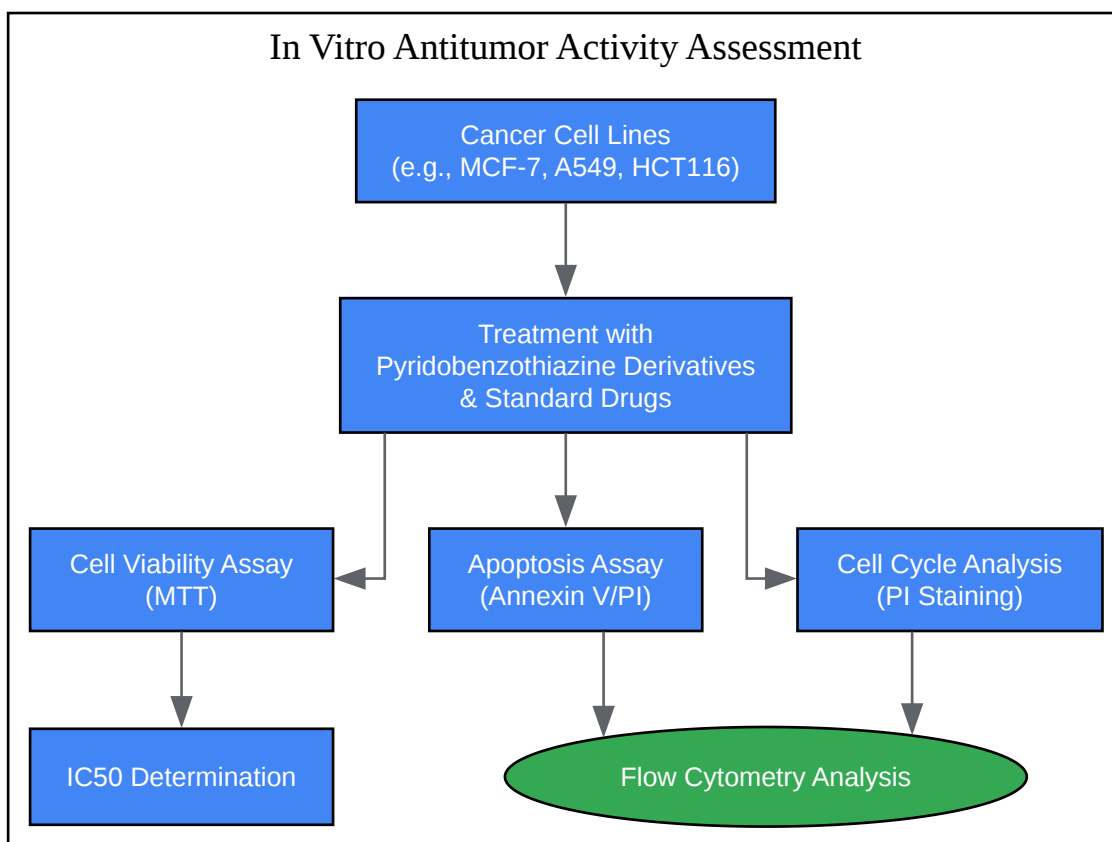 In Vitro Antitumor Activity Assessment
Cancer Cell Lines
(e.g., MCF-7, A549, HCT116)
Treatment with
Pyridobenzothiazine Derivatives
& Standard Drugs
Cell Viability Assay
(MTT)
Apoptosis Assay
(Annexin V/PI)
Cell Cycle Analysis
(PI Staining)
IC50 Determination
Flow Cytometry Analysis